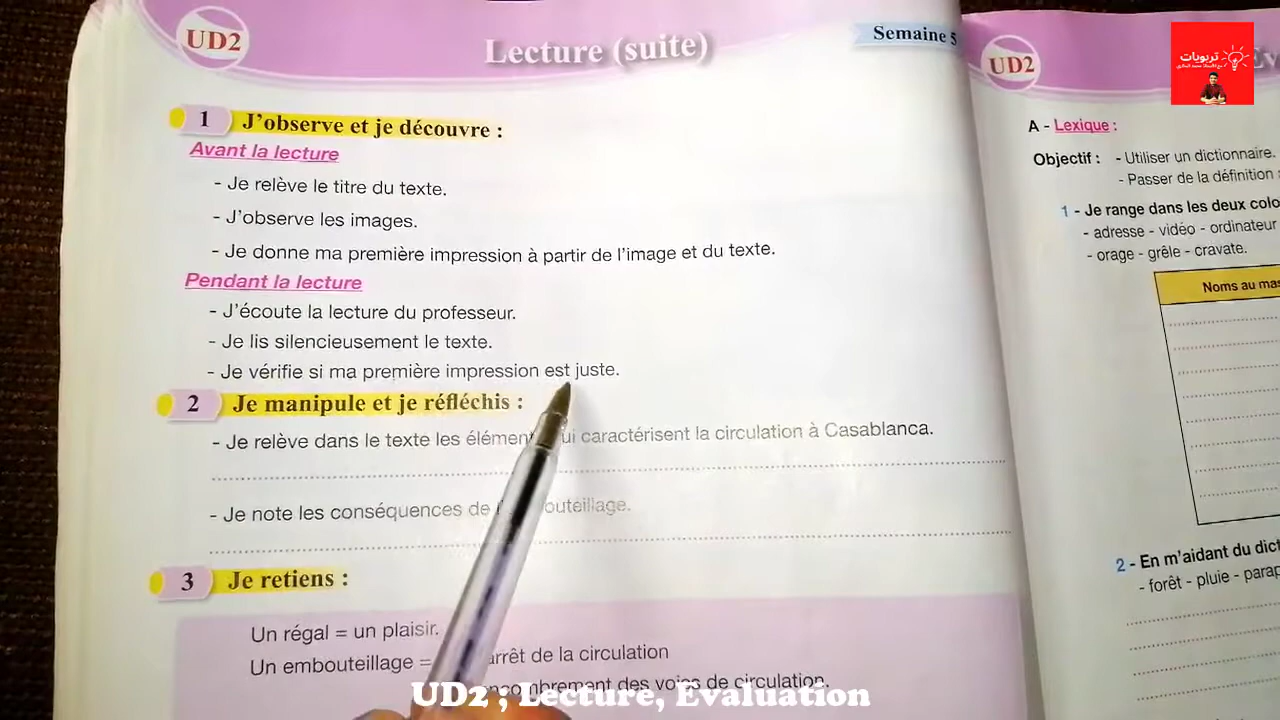 UD2
Lecture (suite)
Semaine 5
1 J'observe et je découvre :
Avant la lecture
- Je relève le titre du texte.
- J'observe les images.
- Je donne ma première impression à partir de l'image et du texte.
Pendant la lecture
- J'écoute la lecture du professeur.
- Je lis silencieusement le texte.
- Je vérifie si ma première impression est juste.
2 Je manipule et je réfléchis :
- Je relève dans le texte les élément ui caractérisent la circulation à Casablanca.
- Je note les conséquences de outeillage.
3 Je retiens :
Un régal = un plaisir.
Un embouteillage = arrêt de la circulation
ncombrement des voies de circulation.
UD2
Ev
تربويات
A - Lexique :
Objectif : - Utiliser un dictionnaire.
- Passer de la définition
1 - Je range dans les deux colo
- adresse - vidéo - ordinateur
- orage - grêle - cravate.
Noms au mas
2 - En m'aidant du dict
- forêt - pluie - parap
UD2 ; Lecture, Evaluation